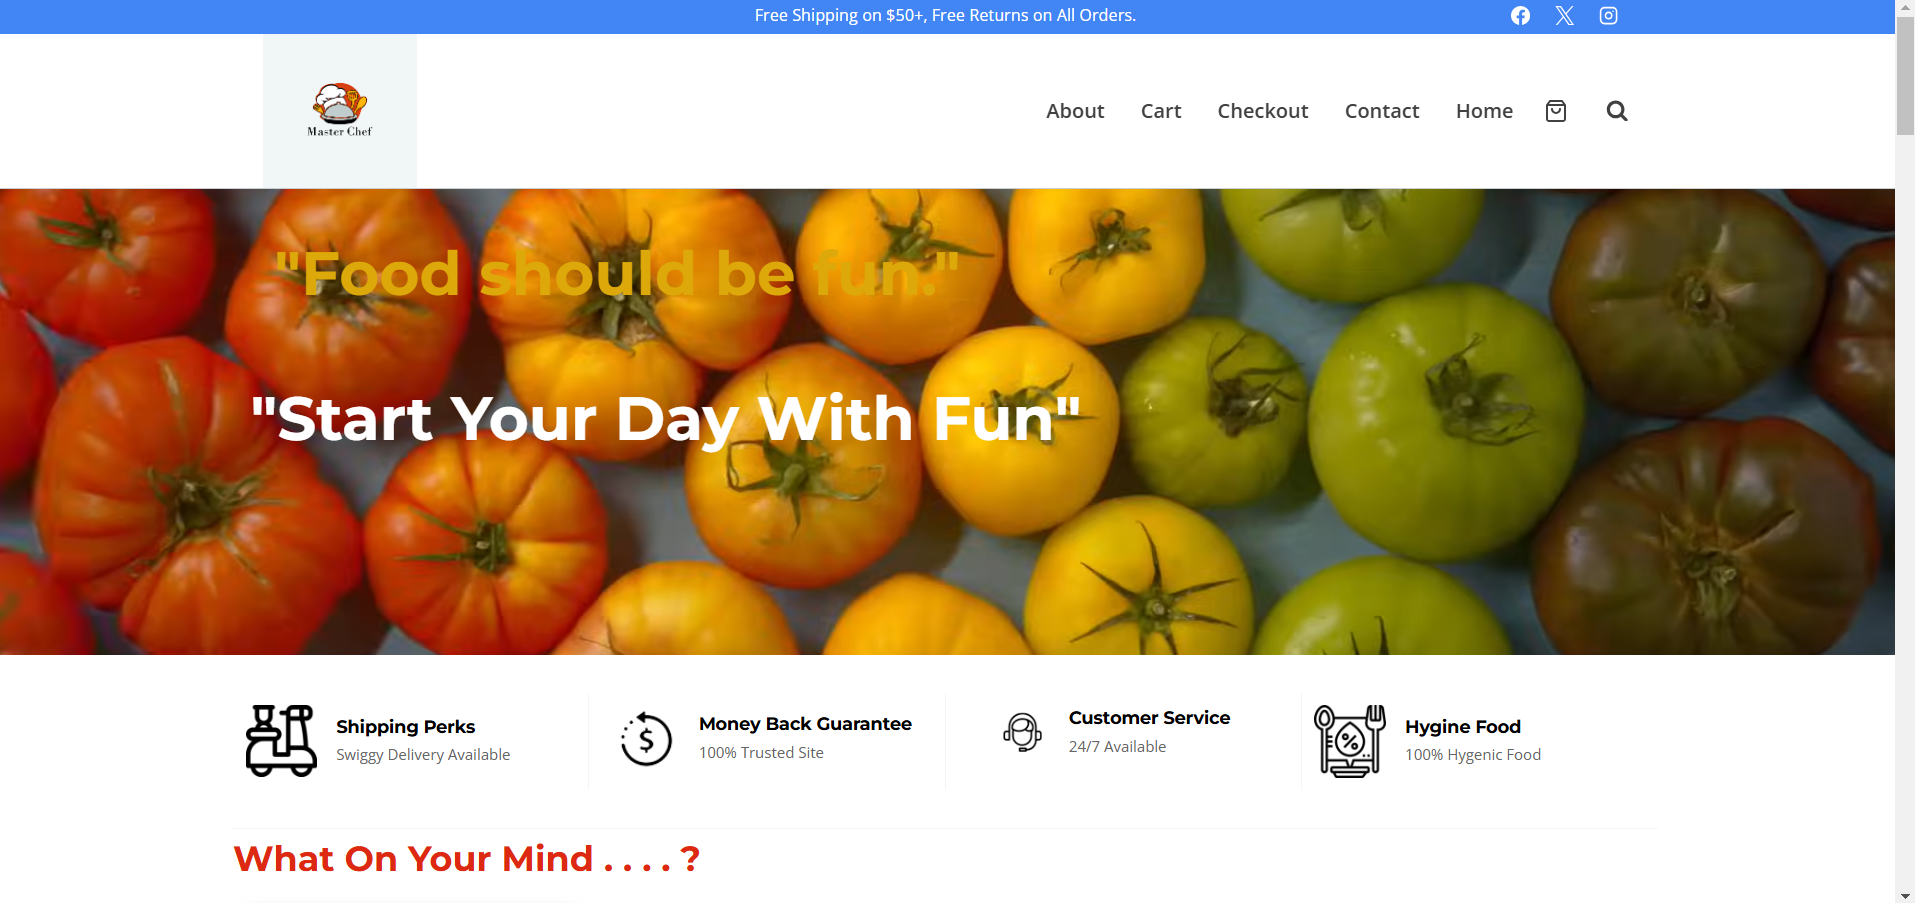 Free Shipping on $50+, Free Returns on All Orders.
Master Chef
About Cart Checkout Contact Home
"Food should be fun."
"Start Your Day With Fun"
Shipping Perks
Swiggy Delivery Available
Money Back Guarantee
100% Trusted Site
Customer Service
24/7 Available
Hygine Food
100% Hygenic Food
What On Your Mind . . . . ?